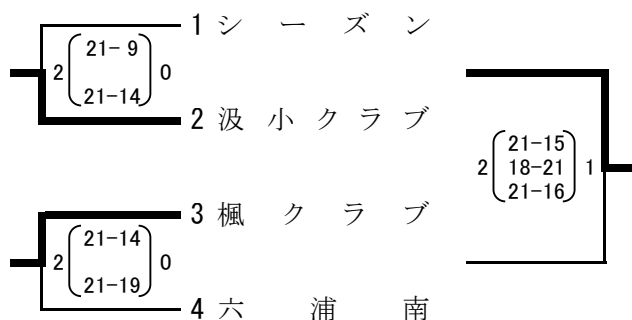 1 シーズン
2 ( 21- 9 21-14 ) 0
2 汲小クラブ
2 ( 21-15 18-21 21-16 ) 1
3 楓クラブ
2 ( 21-14 21-19 ) 0
4 六浦南